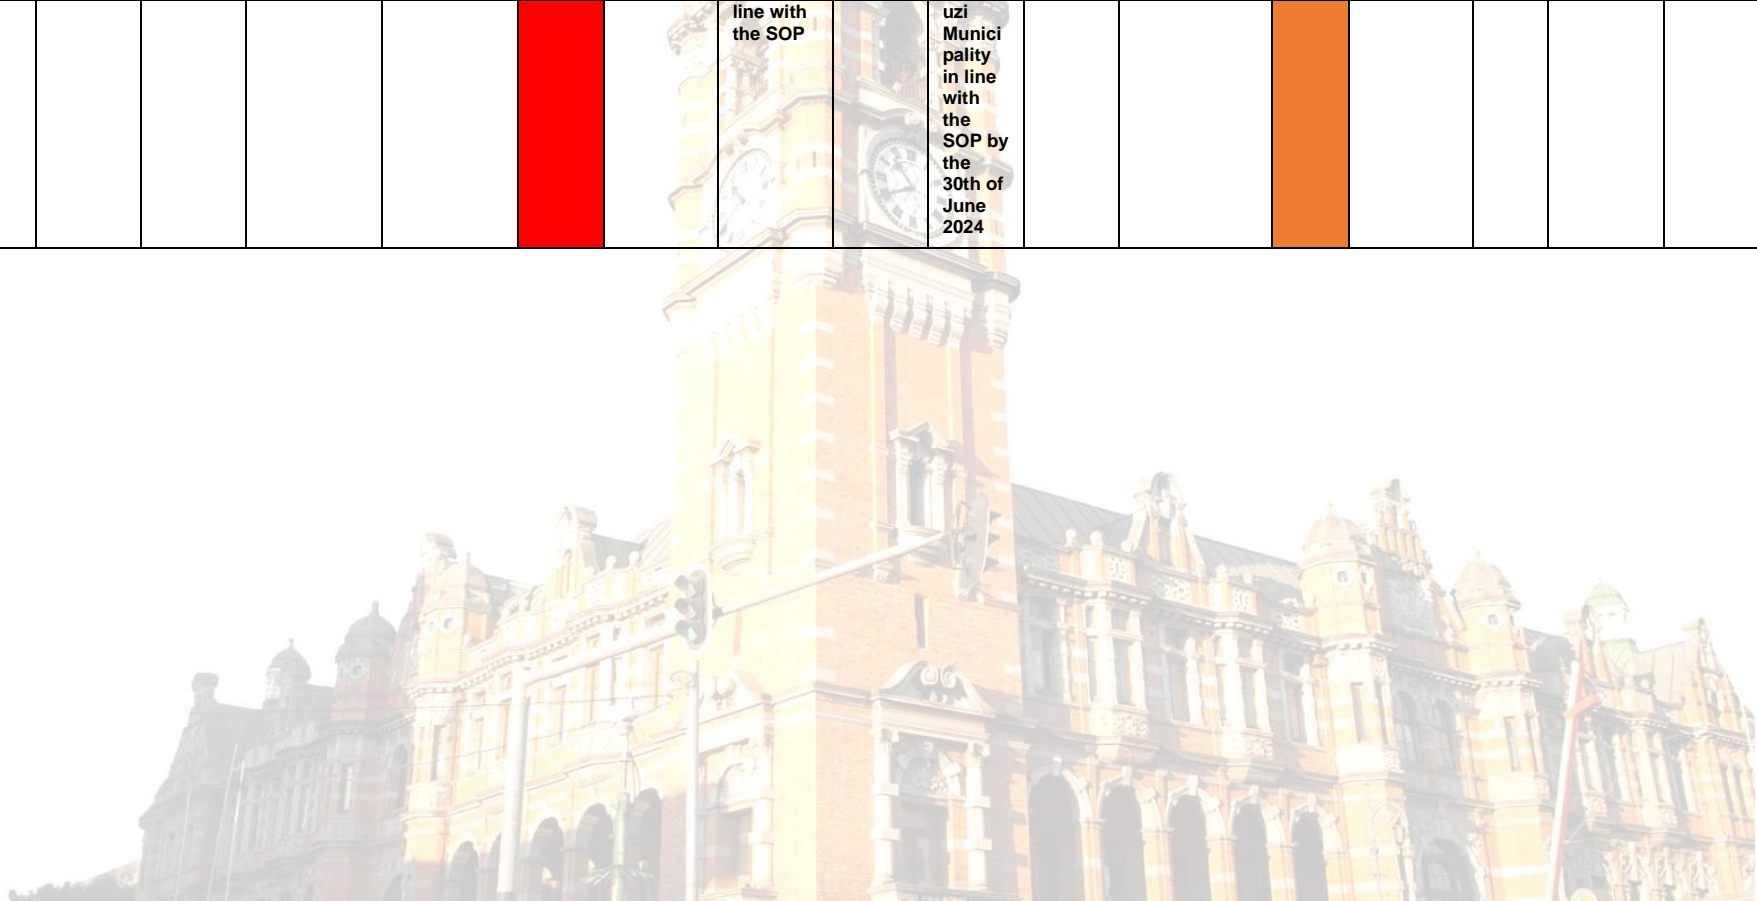 line with
the SOP
uzi
Munici
pality
in line
with
the
SOP by
the
30th of
June
2024